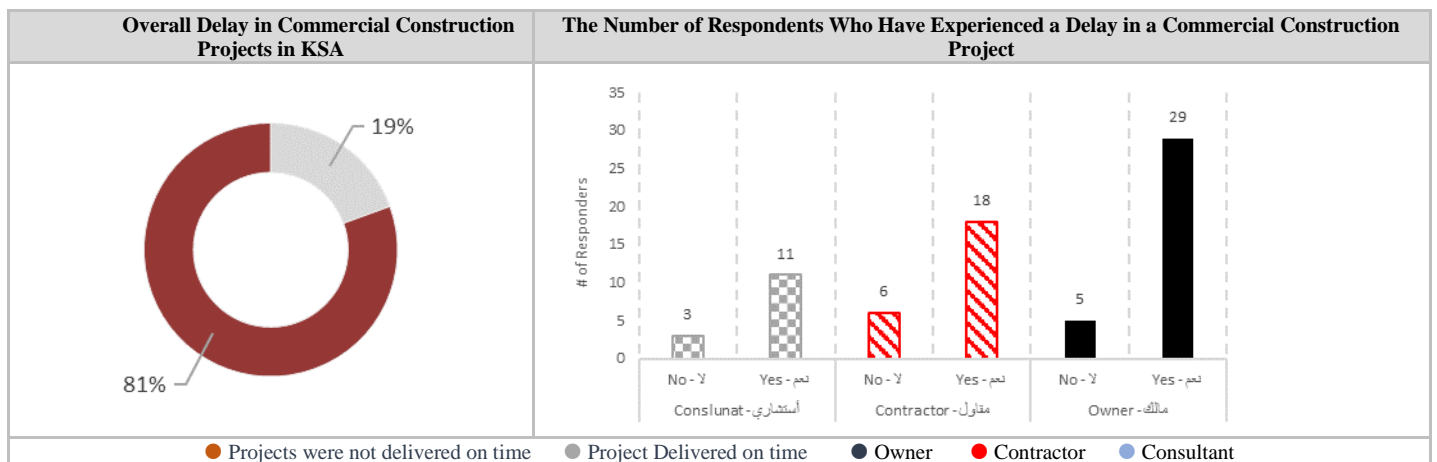 Overall Delay in Commercial Construction
Projects in KSA
The Number of Respondents Who Have Experienced a Delay in a Commercial Construction
Project
19%
81%
# of Responders
35
30
25
20
15
10
5
0
3
11
6
18
5
29
No - لا
Yes - نعم
No - لا
Yes - نعم
No - لا
Yes - نعم
Conslunat - أستشاري
Contractor - مقاول
Owner - مالك
Projects were not delivered on time
Project Delivered on time
Owner
Contractor
Consultant